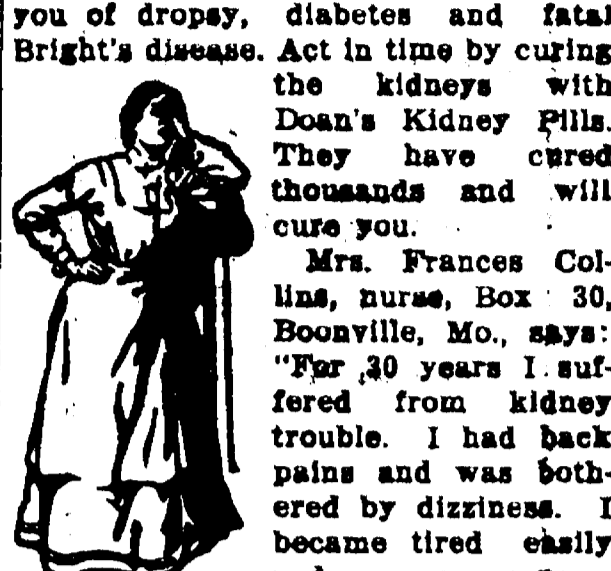 you of dropsy, diabetes and fatal
Bright's disease. Act in time by curing
the kidneys with
Doan's Kidney Pills.
They have cured
thousands and will
cure you.
Mrs. Frances Col-
lins, nurse, Box 30,
Boonville, Mo., says:
"For 30 years I suf-
fered from kidney
trouble. I had back
pains and was both-
ered by dizziness. I
became tired easily